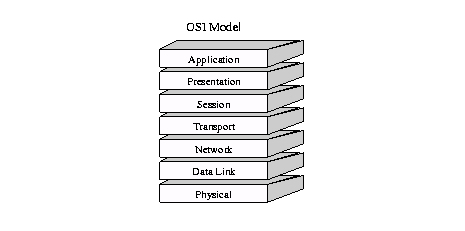 OSI Model
Application
Presentation
Session
Transport
Network
Data Link
Physical